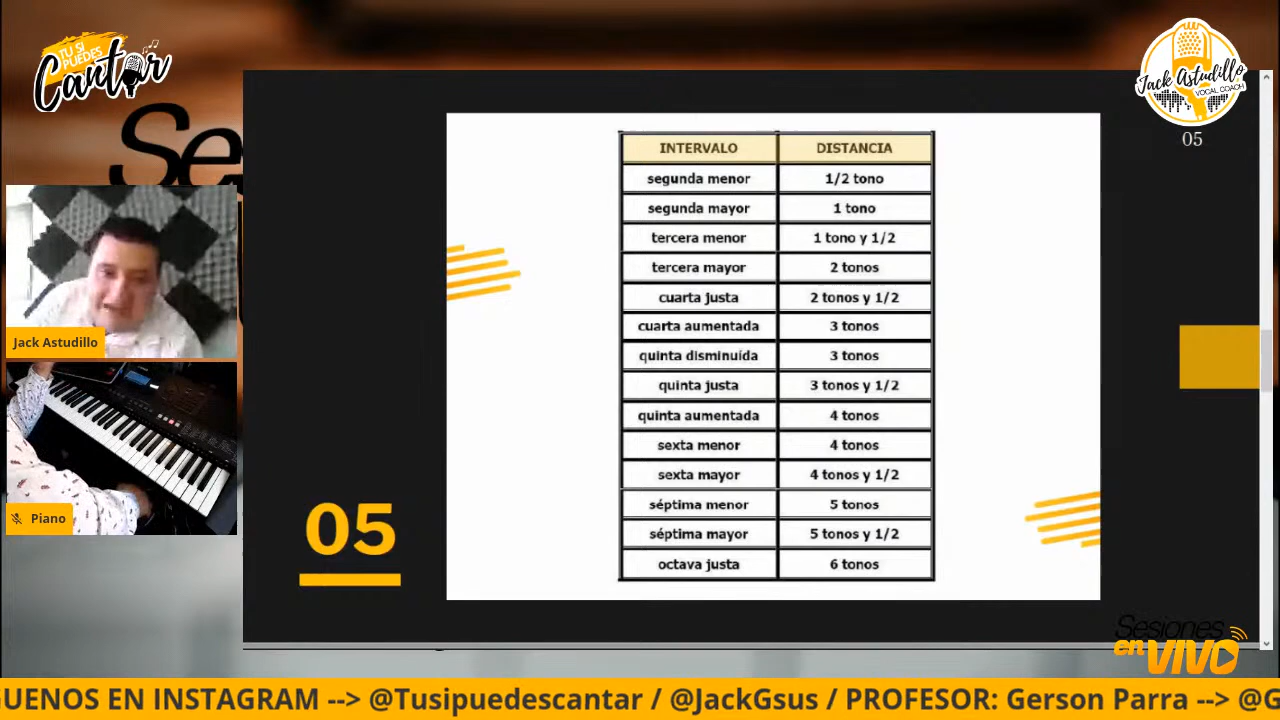 TU SÍ
PUEDES
Cantar
Jack Astudillo
VOCAL COACH
05
Se
INTERVALO DISTANCIA
segunda menor 1/2 tono
segunda mayor 1 tono
tercera menor 1 tono y 1/2
tercera mayor 2 tonos
cuarta justa 2 tonos y 1/2
cuarta aumentada 3 tonos
quinta disminuida 3 tonos
quinta justa 3 tonos y 1/2
quinta aumentada 4 tonos
sexta menor 4 tonos
sexta mayor 4 tonos y 1/2
séptima menor 5 tonos
séptima mayor 5 tonos y 1/2
octava justa 6 tonos
Jack Astudillo
Piano
05
Sesiones
en VIVO
GUENOS EN INSTAGRAM --> @Tusipuedescantar / @JackGsus / PROFESOR: Gerson Parra --> @G